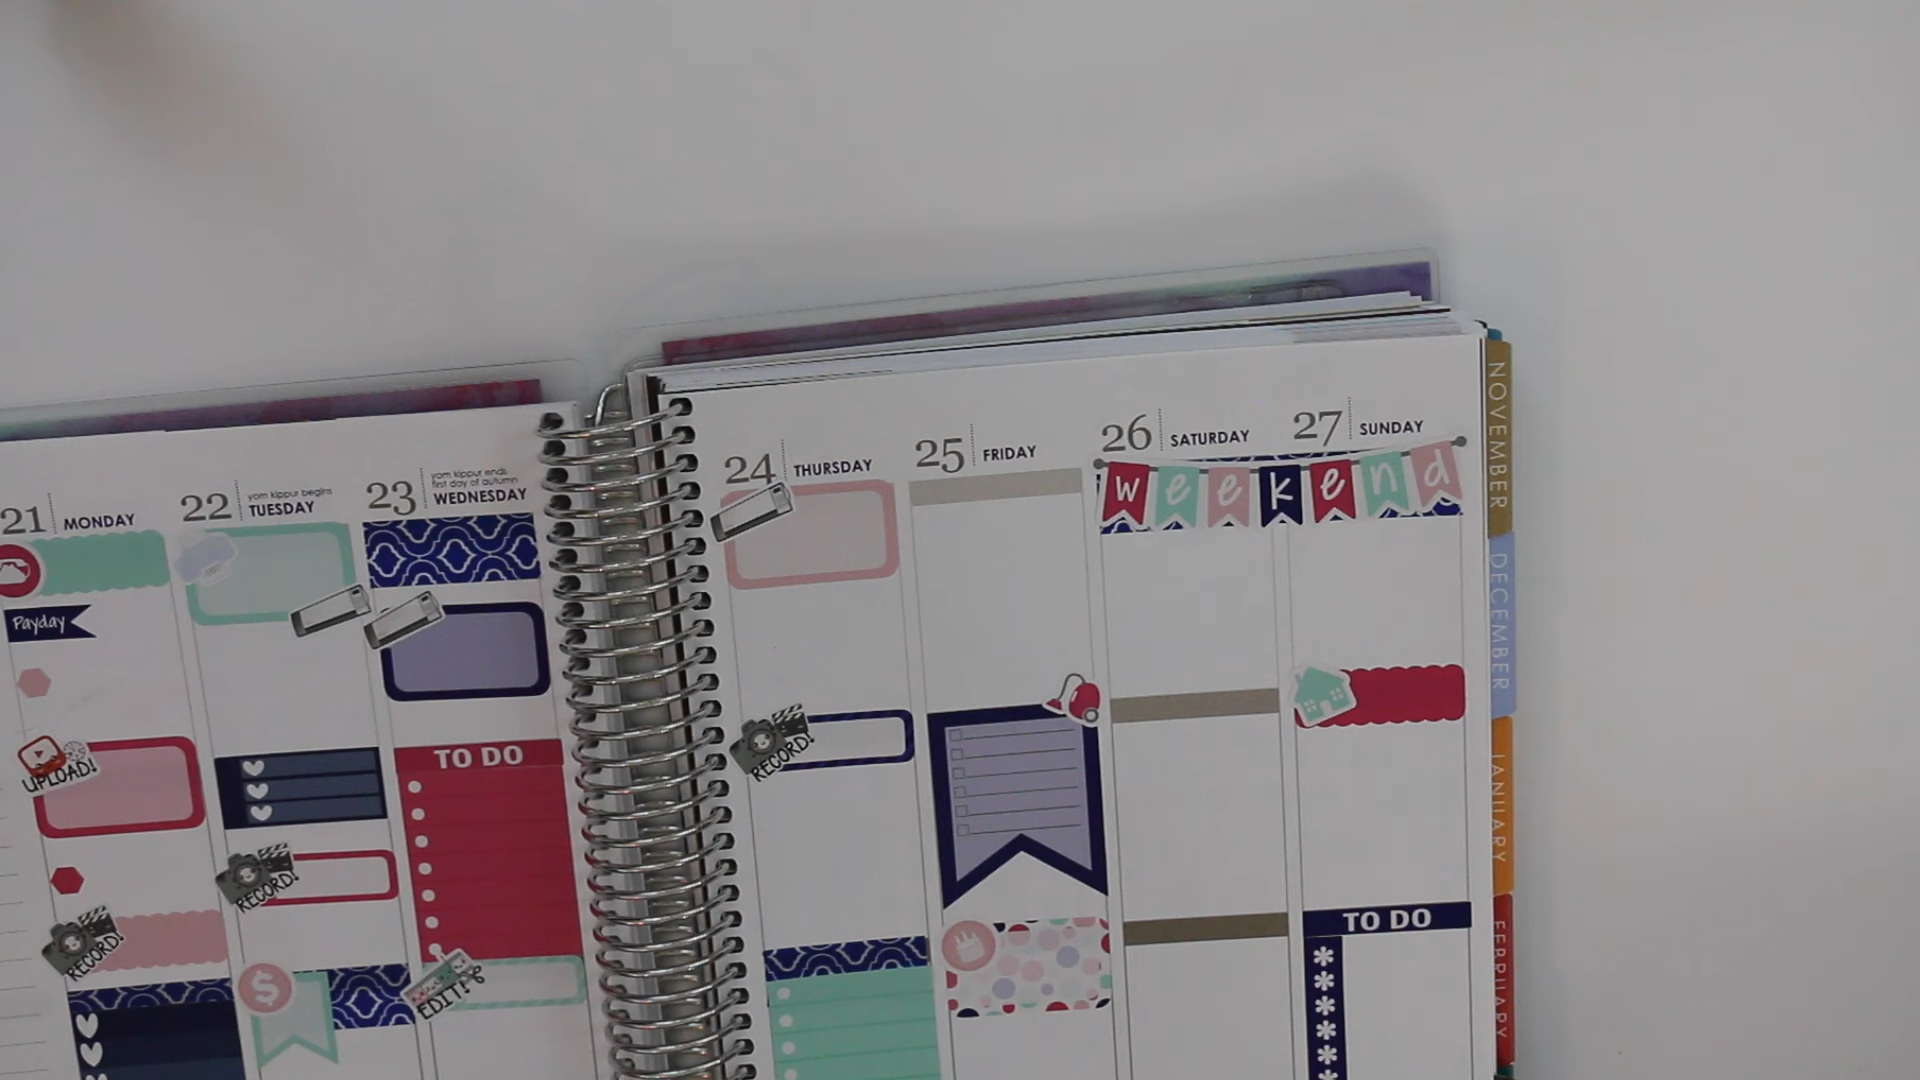 21 MONDAY
Payday
UPLOAD!
RECORD!
22 yom kippur begins
TUESDAY
RECORD!
$
23 yom kippur ends
first day of autumn
WEDNESDAY
TO DO
EDIT!
24 THURSDAY
RECORD!
25 FRIDAY
26 SATURDAY
27 SUNDAY
weekend
TO DO
NOVEMBER
DECEMBER
JANUARY
FEBRUARY